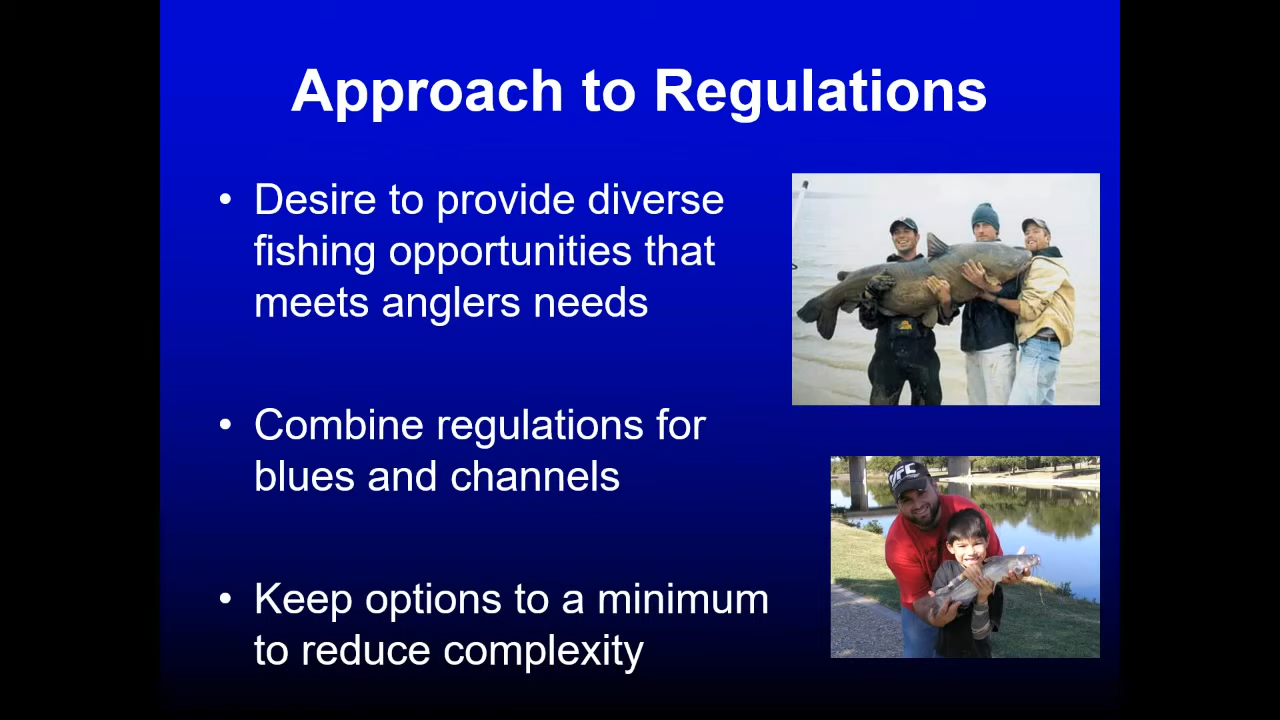 Approach to Regulations
• Desire to provide diverse
fishing opportunities that
meets anglers needs
• Combine regulations for
blues and channels
• Keep options to a minimum
to reduce complexity
UFC